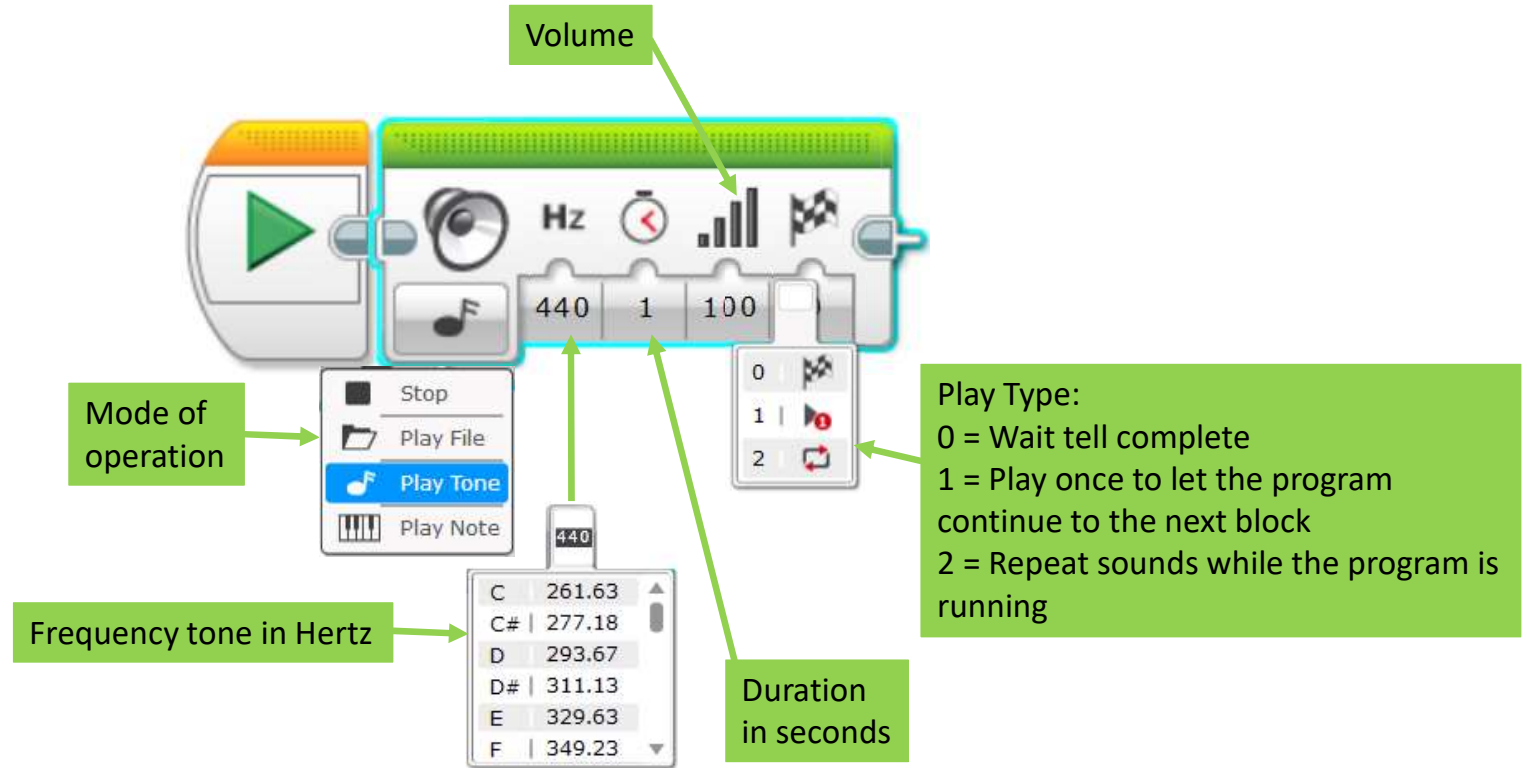 Volume
Hz
440 1 100
Mode of
operation
Stop
Play File
Play Tone
Play Note
0
1
2
Play Type:
0 = Wait tell complete
1 = Play once to let the program
continue to the next block
2 = Repeat sounds while the program is
running
440
Frequency tone in Hertz
C 261.63
C# 277.18
D 293.67
D# 311.13
E 329.63
F 349.23
Duration
in seconds